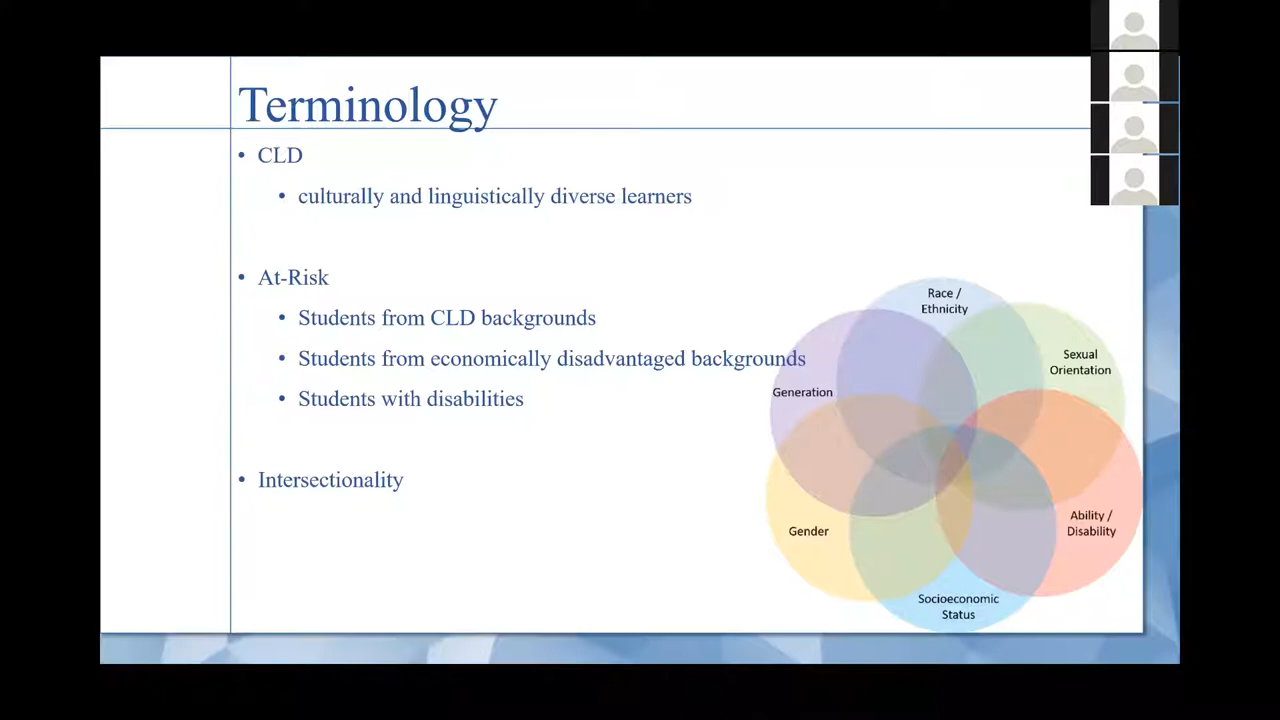 Terminology
• CLD
• culturally and linguistically diverse learners
• At-Risk
• Students from CLD backgrounds
• Students from economically disadvantaged backgrounds
• Students with disabilities
• Intersectionality
Race /
Ethnicity
Sexual
Orientation
Generation
Ability /
Disability
Gender
Socioeconomic
Status